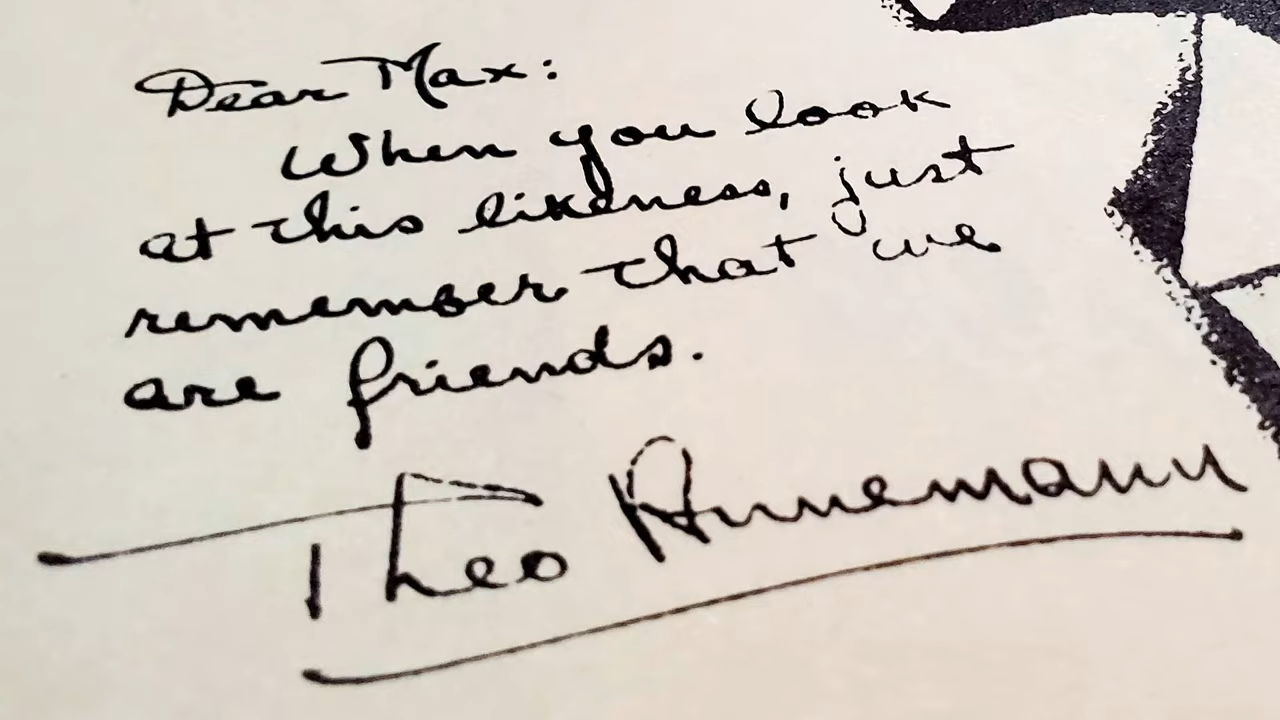 Dear Max:
When you look
at this likeness, just
remember that we
are friends.
Theo Annemann